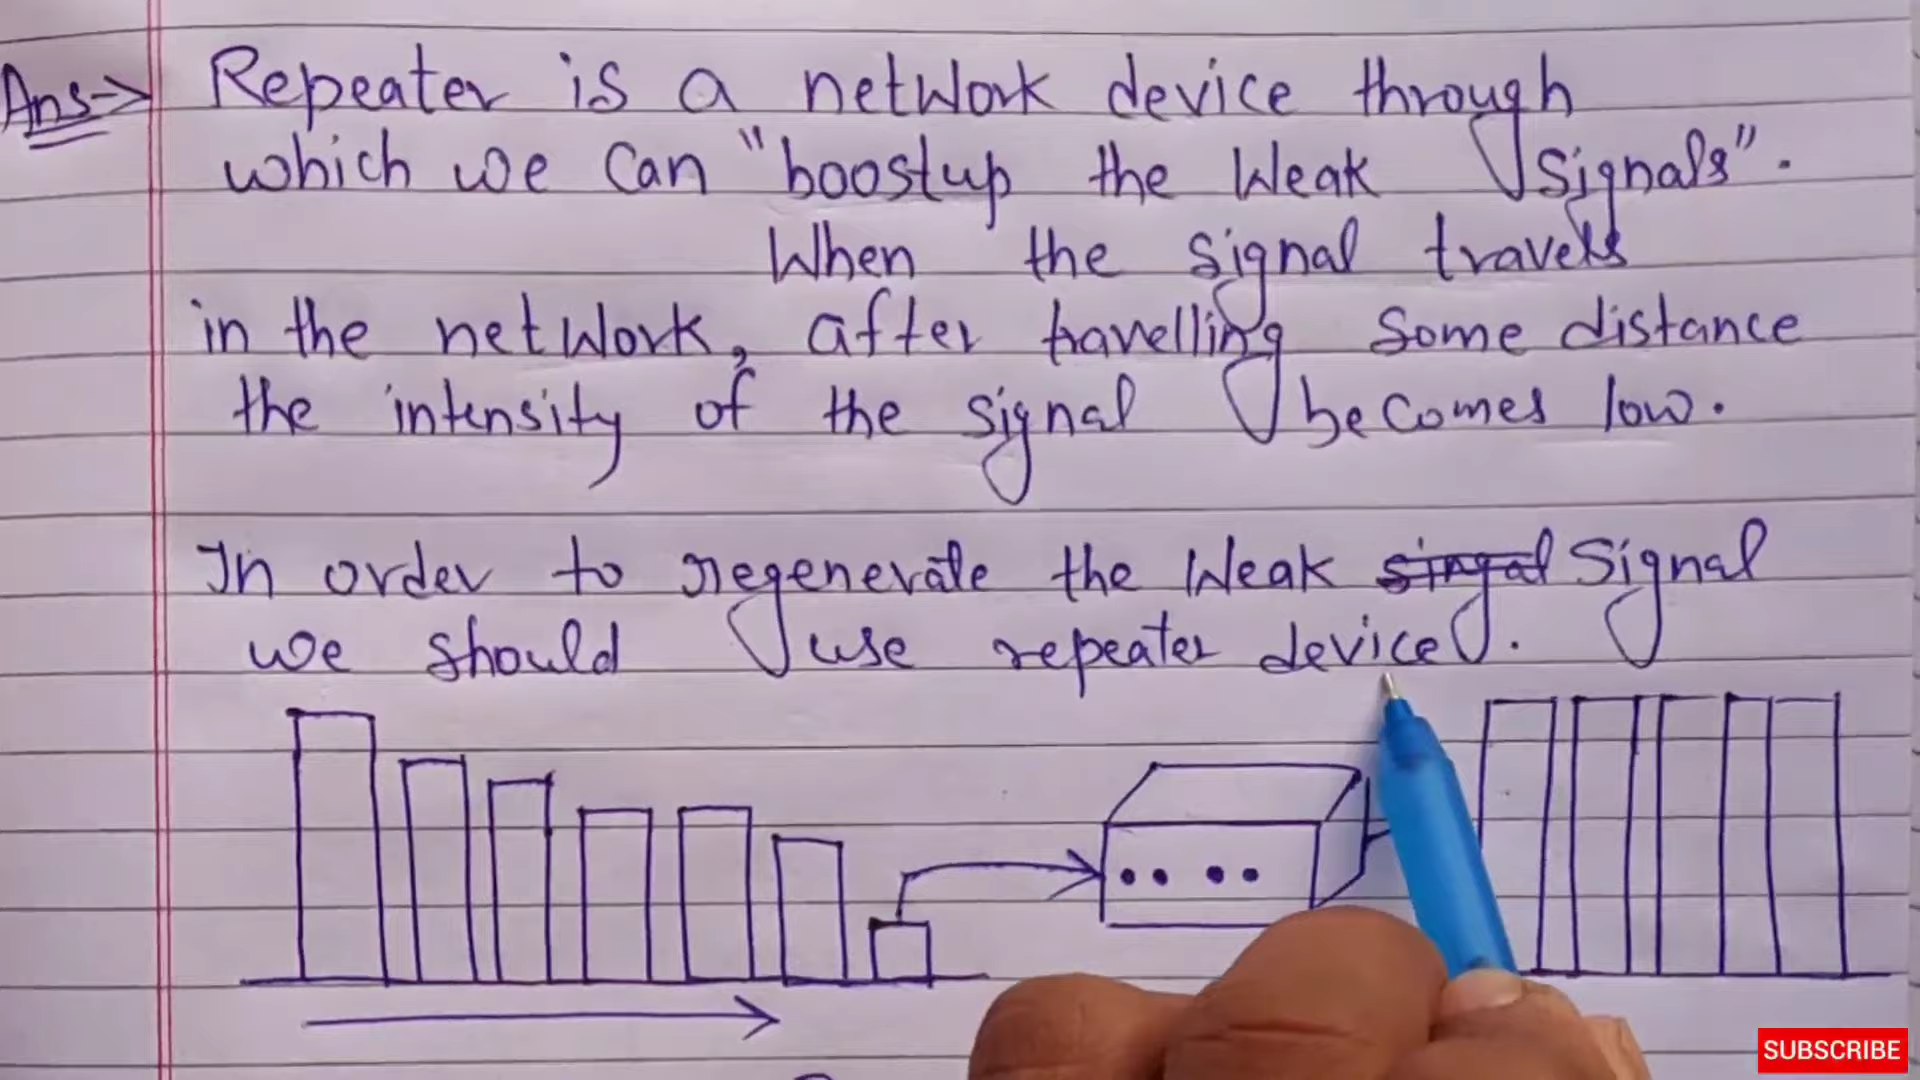 Ans→ Repeater is a network device through
which we can "boostup the weak signals".
When the signal travels
in the network, after travelling some distance
the intensity of the signal becomes low.
In order to regenerate the weak singal signal
we should use repeater device.
SUBSCRIBE